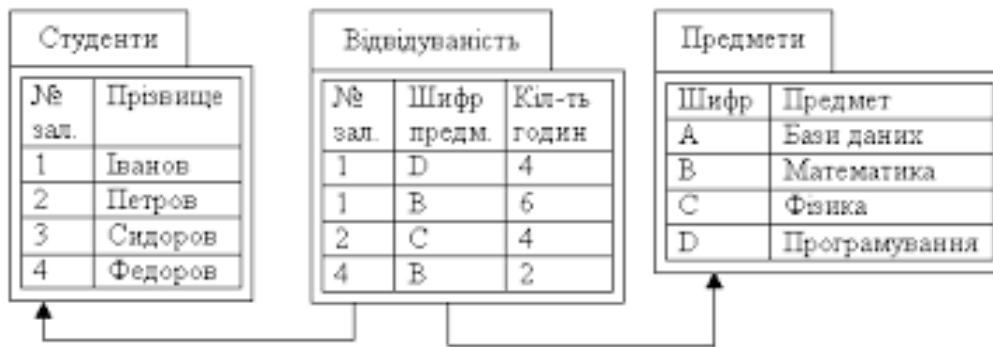 Студенти
№ Прізвище
зал.
1 Іванов
2 Петров
3 Сидоров
4 Федоров
Відвідуваність
№ Шифр Кіл-ть
зал. предм. годин
1 D 4
1 B 6
2 C 4
4 B 2
Предмети
Шифр Предмет
A Бази даних
B Математика
C Фізика
D Програмування